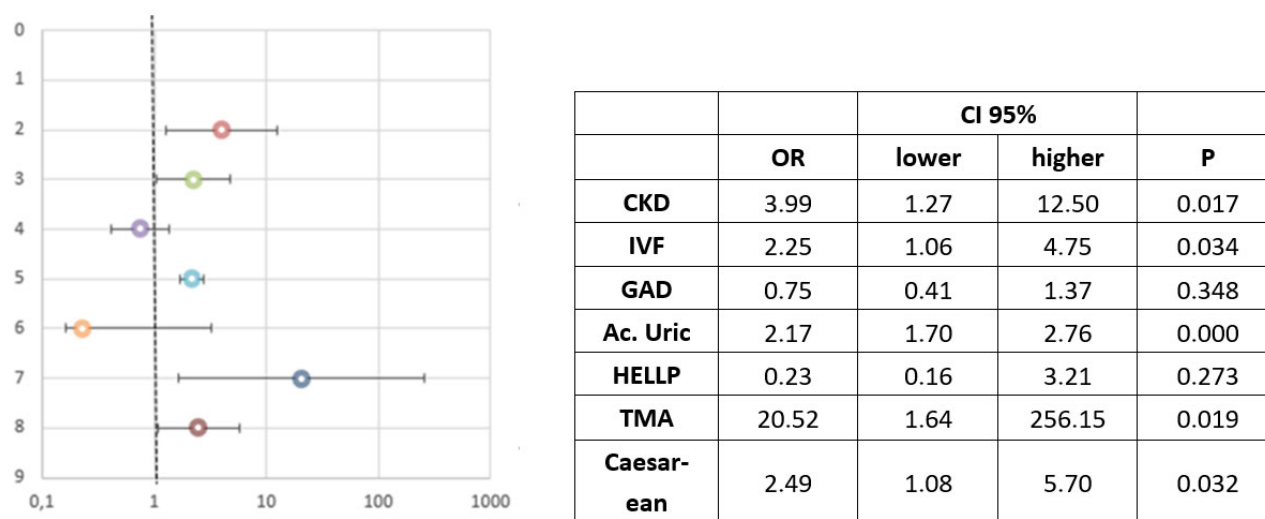 0
1
2
3
4
5
6
7
8
9
0,1 1 10 100 1000
CI 95%
OR lower higher P
CKD 3.99 1.27 12.50 0.017
IVF 2.25 1.06 4.75 0.034
GAD 0.75 0.41 1.37 0.348
Ac. Uric 2.17 1.70 2.76 0.000
HELLP 0.23 0.16 3.21 0.273
TMA 20.52 1.64 256.15 0.019
Caesar-
ean 2.49 1.08 5.70 0.032